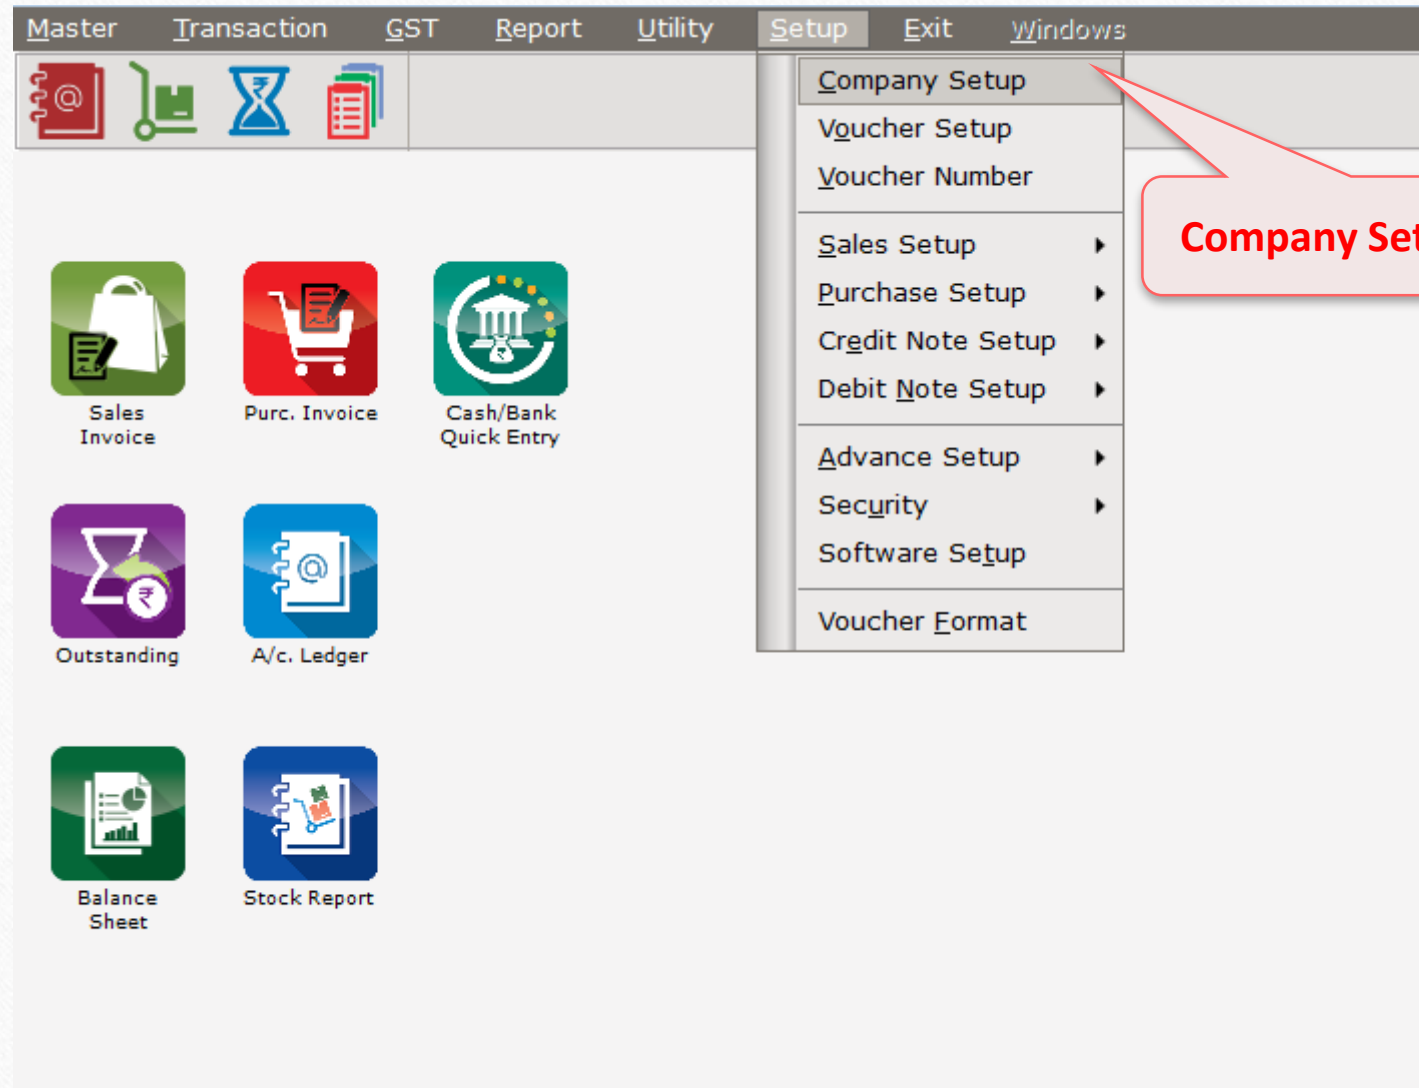 Master Transaction GST Report Utility Setup Exit Windows
Company Setup
Voucher Setup
Voucher Number
Sales Setup
Purchase Setup
Credit Note Setup
Debit Note Setup
Advance Setup
Security
Software Setup
Voucher Format
Company Set
Sales
Invoice
Purc. Invoice
Cash/Bank
Quick Entry
Outstanding
A/c. Ledger
Balance
Sheet
Stock Report